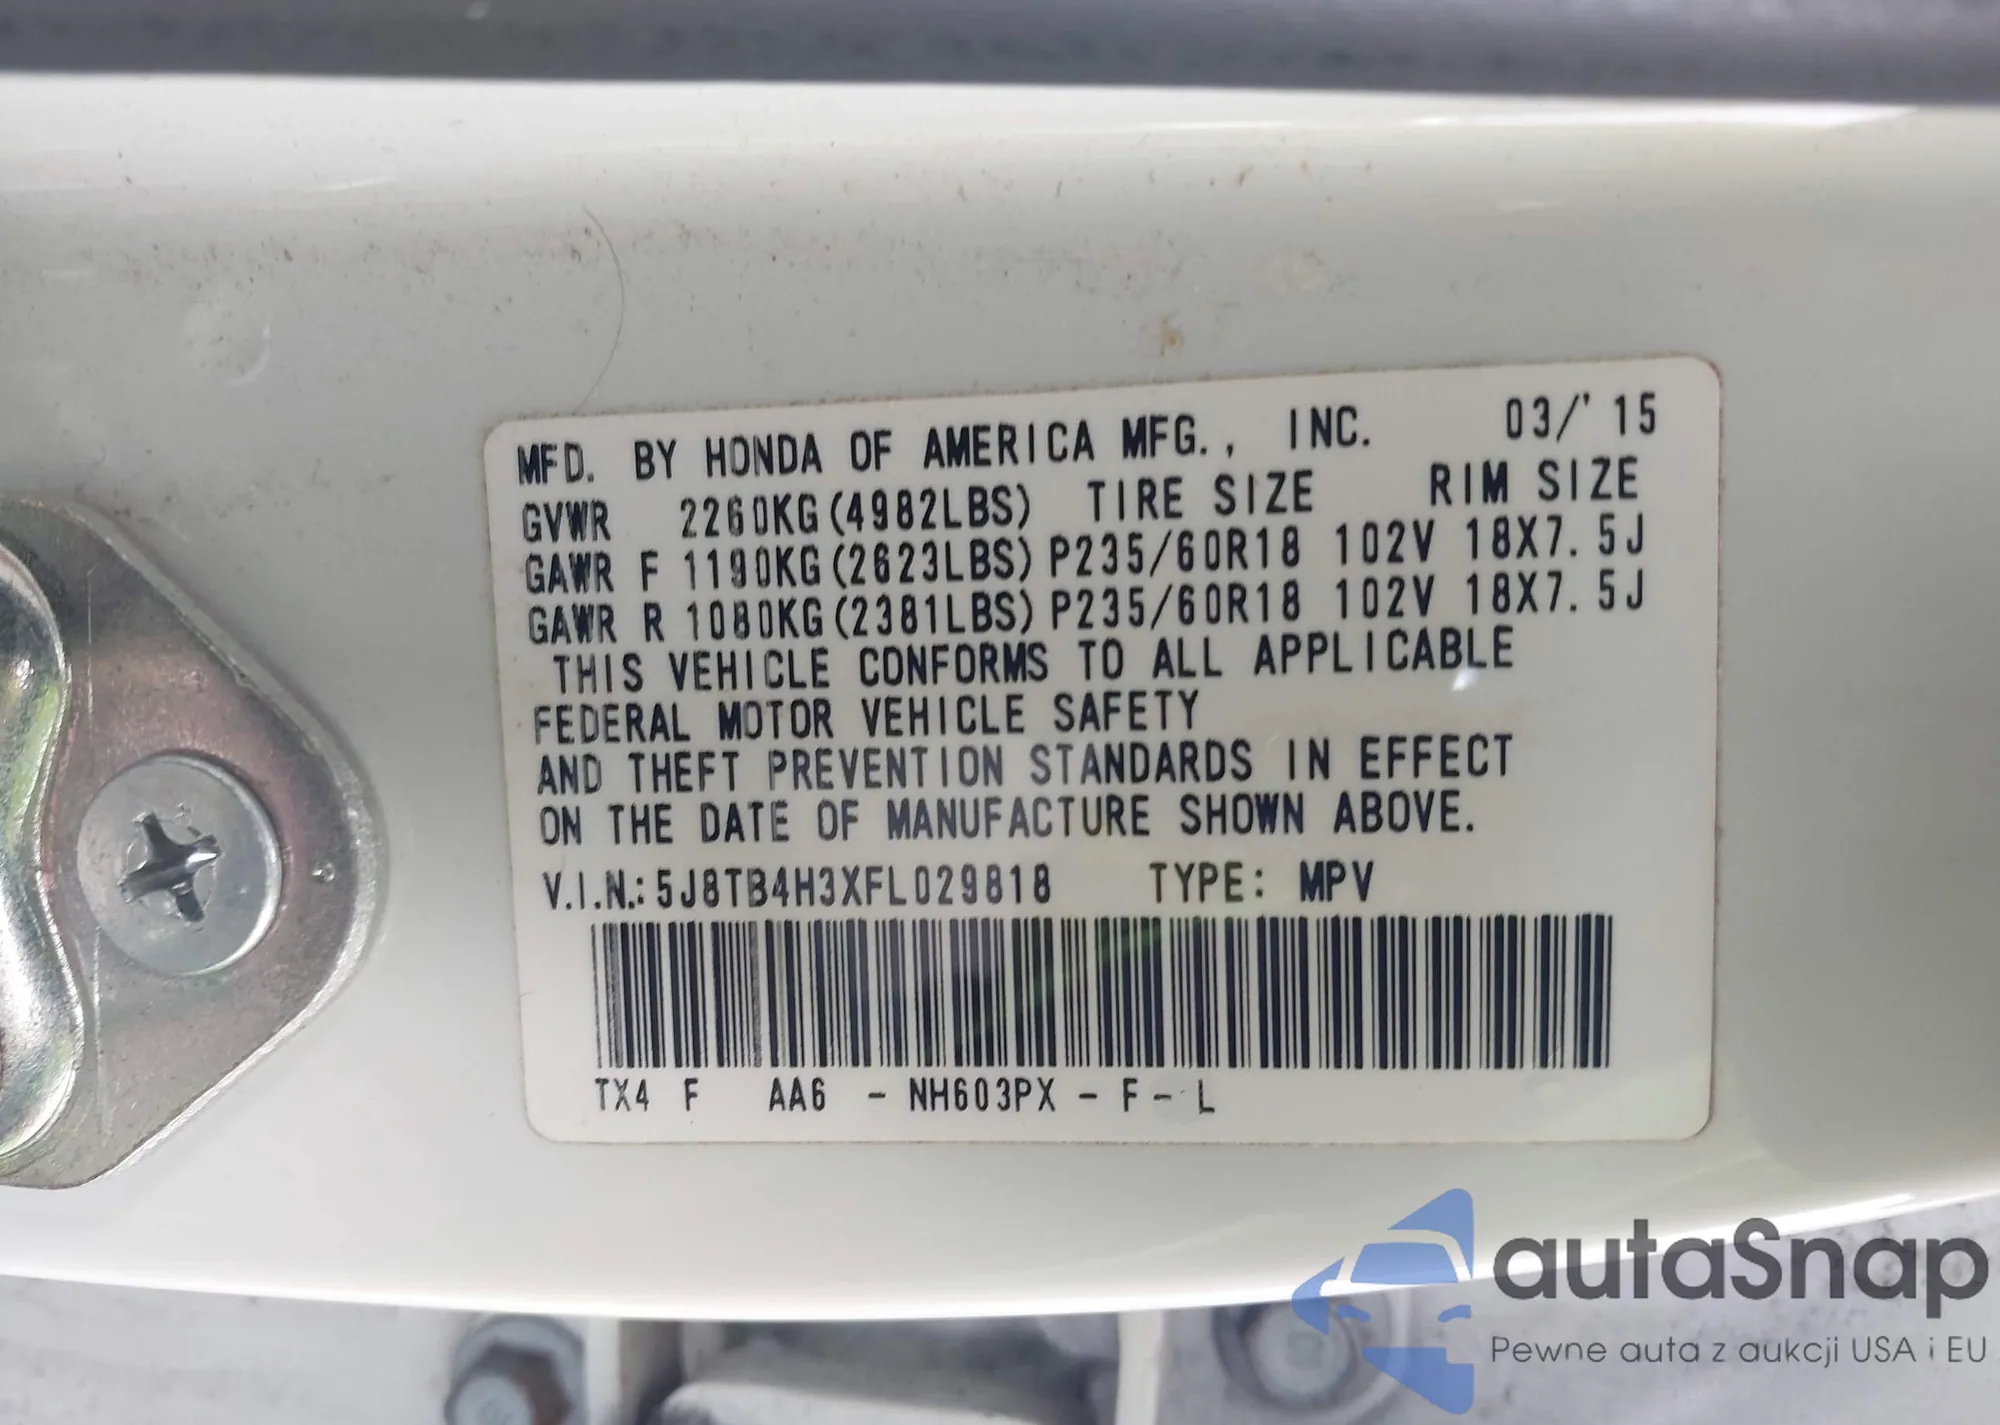 MFD. BY HONDA OF AMERICA MFG., INC. 03/'15
GVWR 2260KG(4982LBS) TIRE SIZE RIM SIZE
GAWR F 1190KG(2623LBS) P235/60R18 102V 18X7.5J
GAWR R 1080KG(2381LBS) P235/60R18 102V 18X7.5J
THIS VEHICLE CONFORMS TO ALL APPLICABLE
FEDERAL MOTOR VEHICLE SAFETY
AND THEFT PREVENTION STANDARDS IN EFFECT
ON THE DATE OF MANUFACTURE SHOWN ABOVE.
V.I.N.: 5J8TB4H3XFL029818 TYPE: MPV
TX4 F AA6 - NH603PX - F - L
autaSnap
Pewne auta z aukcji USA i EU